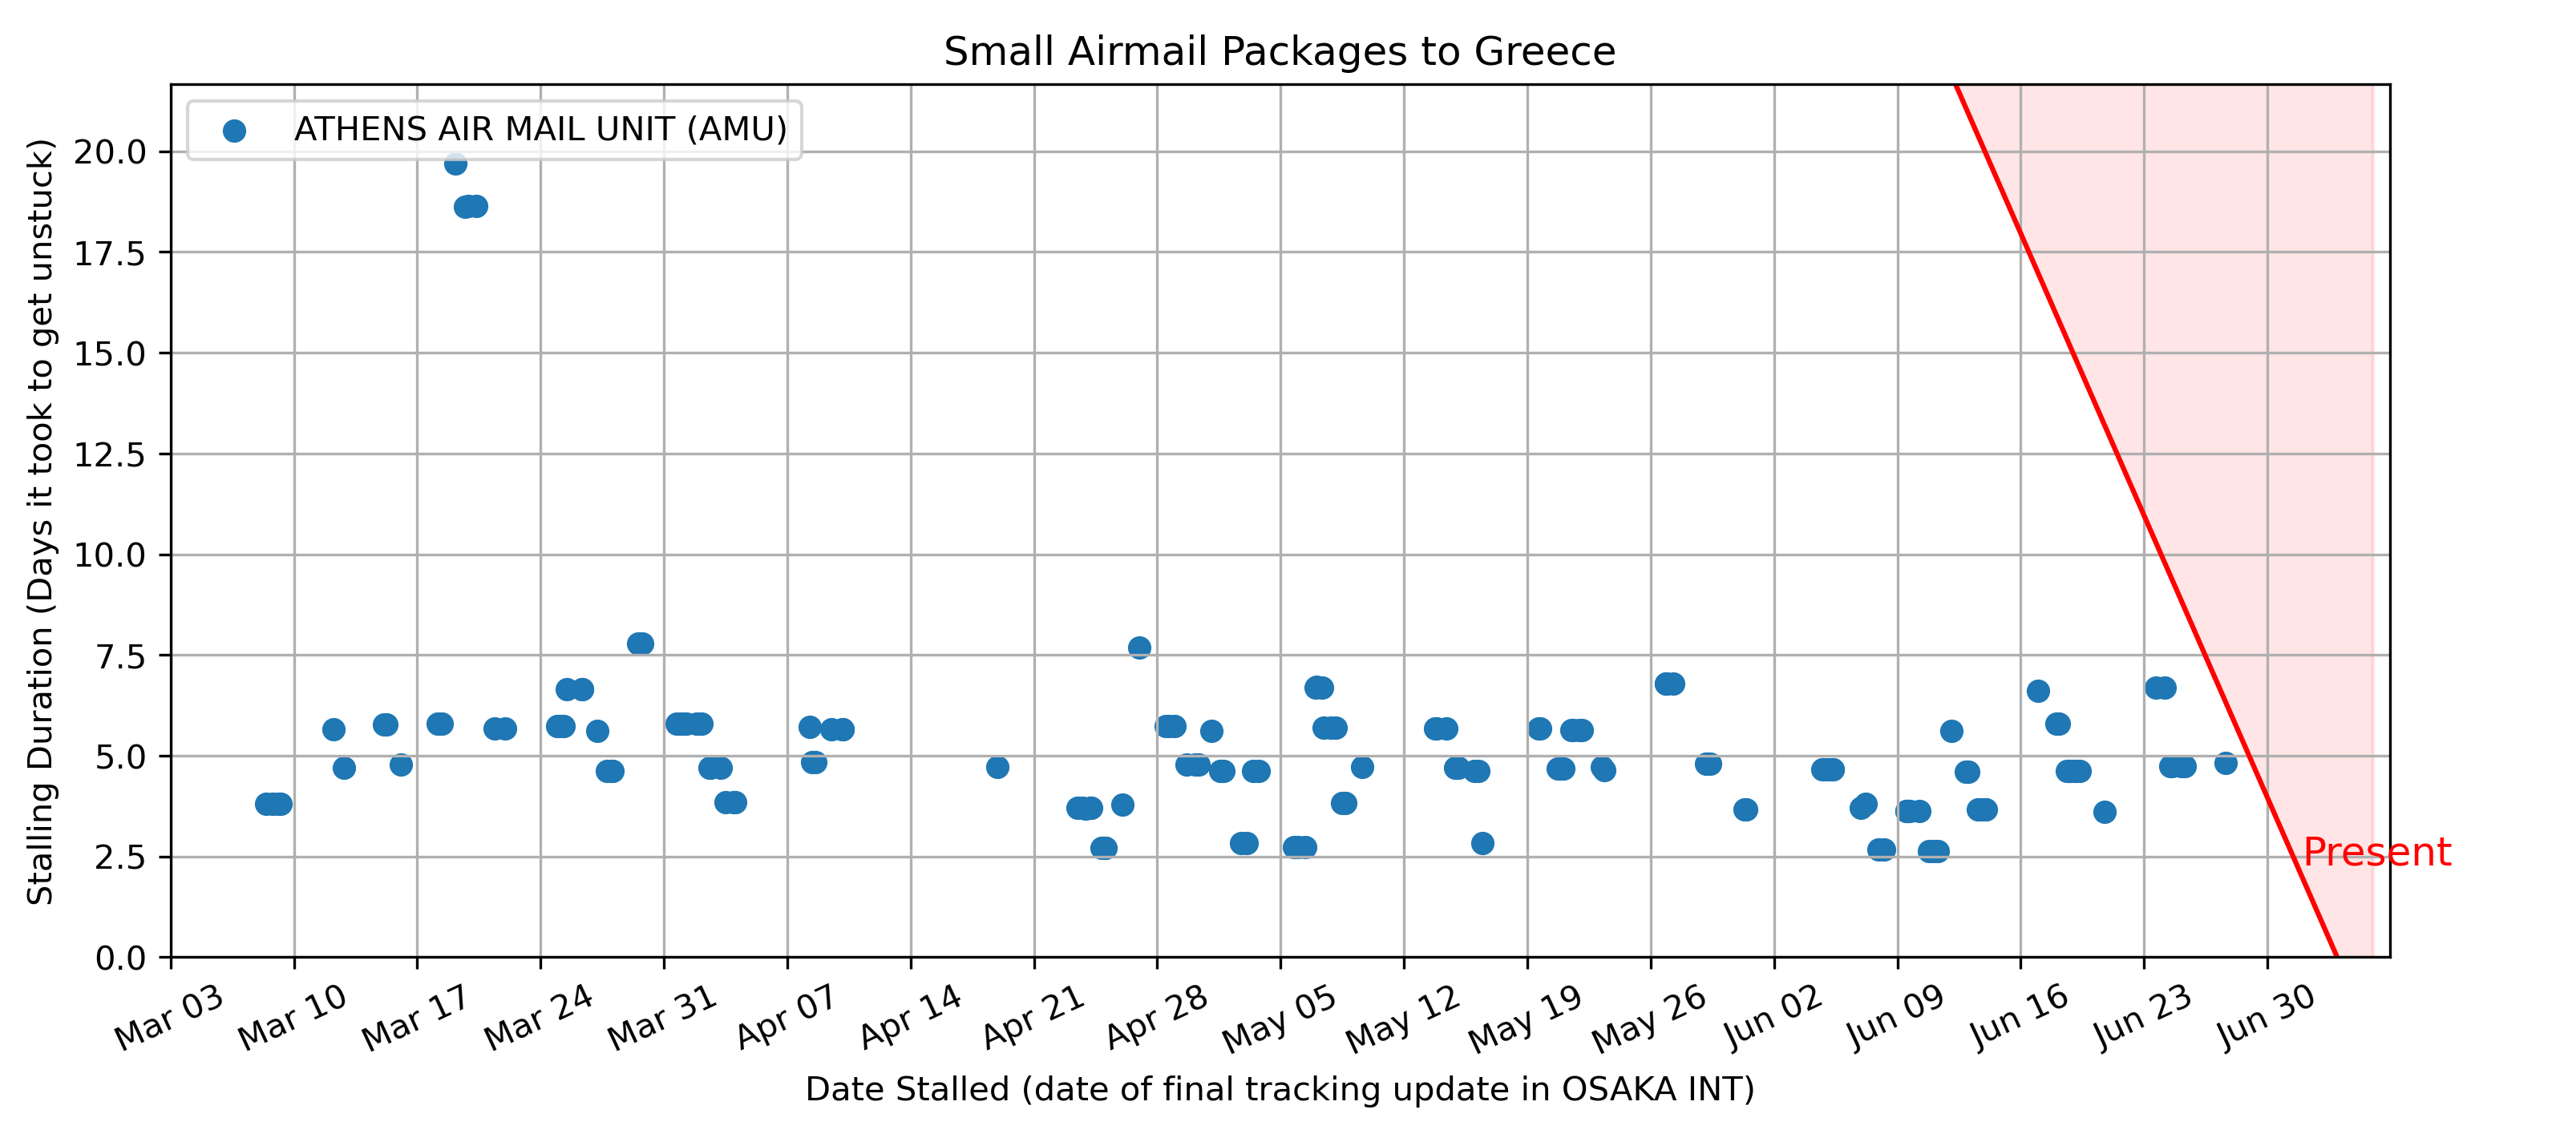 Small Airmail Packages to Greece
ATHENS AIR MAIL UNIT (AMU)
Stalling Duration (Days it took to get unstuck)
20.0
17.5
15.0
12.5
10.0
7.5
5.0
2.5
0.0
Present
Mar 03 Mar 10 Mar 17 Mar 24 Mar 31 Apr 07 Apr 14 Apr 21 Apr 28 May 05 May 12 May 19 May 26 Jun 02 Jun 09 Jun 16 Jun 23 Jun 30
Date Stalled (date of final tracking update in OSAKA INT)